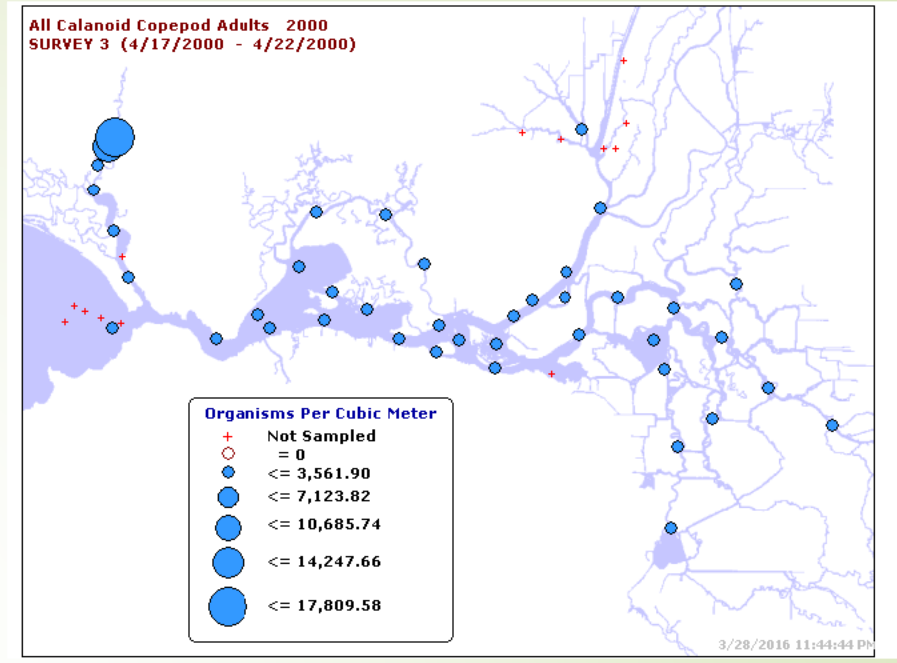 All Calanoid Copepod Adults 2000
SURVEY 3 (4/17/2000 - 4/22/2000)
Organisms Per Cubic Meter
Not Sampled
= 0
<= 3,561.90
<= 7,123.82
<= 10,685.74
<= 14,247.66
<= 17,809.58
3/28/2016 11:44:44 PM